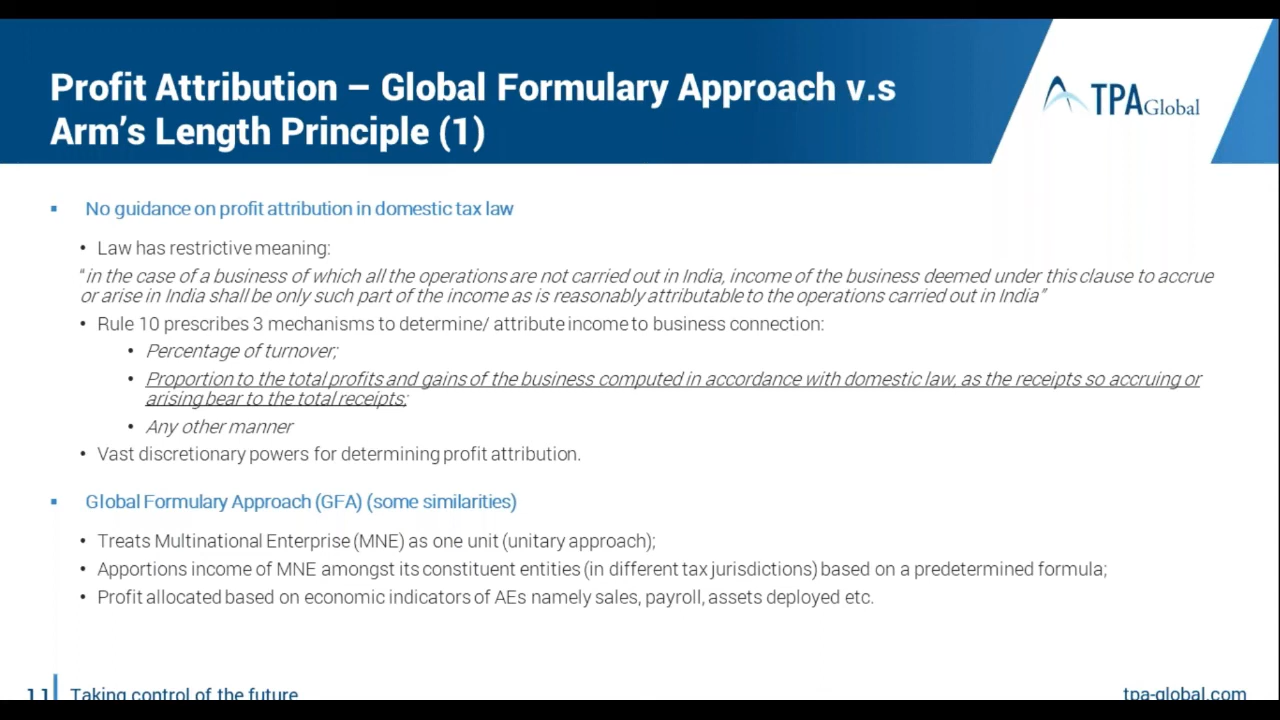 Profit Attribution – Global Formulary Approach v.s
Arm's Length Principle (1)
TPA Global
No guidance on profit attribution in domestic tax law
• Law has restrictive meaning:
"in the case of a business of which all the operations are not carried out in India, income of the business deemed under this clause to accrue
or arise in India shall be only such part of the income as is reasonably attributable to the operations carried out in India"
• Rule 10 prescribes 3 mechanisms to determine/ attribute income to business connection:
• Percentage of turnover;
• Proportion to the total profits and gains of the business computed in accordance with domestic law, as the receipts so accruing or
arising bear to the total receipts;
• Any other manner
• Vast discretionary powers for determining profit attribution.
Global Formulary Approach (GFA) (some similarities)
• Treats Multinational Enterprise (MNE) as one unit (unitary approach);
• Apportions income of MNE amongst its constituent entities (in different tax jurisdictions) based on a predetermined formula;
• Profit allocated based on economic indicators of AEs namely sales, payroll, assets deployed etc.
11 Taking control of the future
tpa-global.com